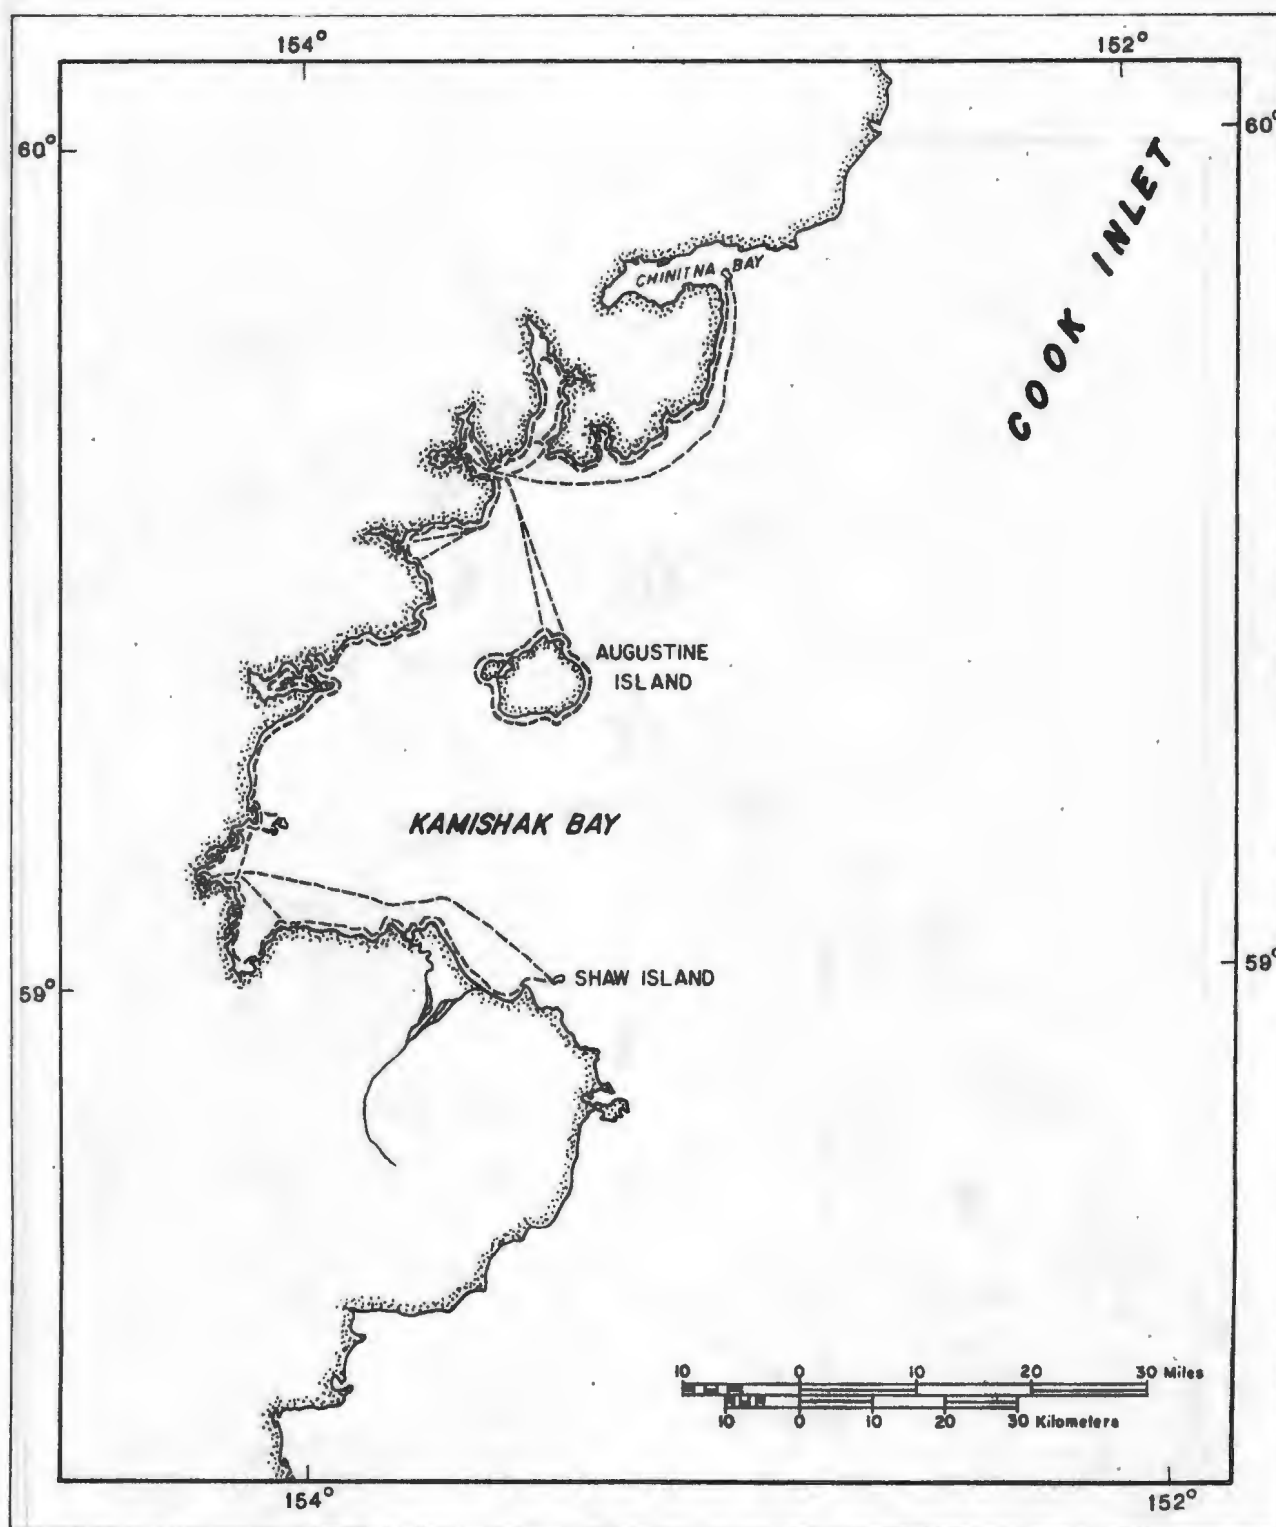 154°
152°
60°
60°
CHINITNA BAY
COOK INLET
AUGUSTINE
ISLAND
KAMISHAK BAY
59°
SHAW ISLAND
59°
10 0 10 20 30 Miles
10 0 10 20 30 Kilometers
154°
152°